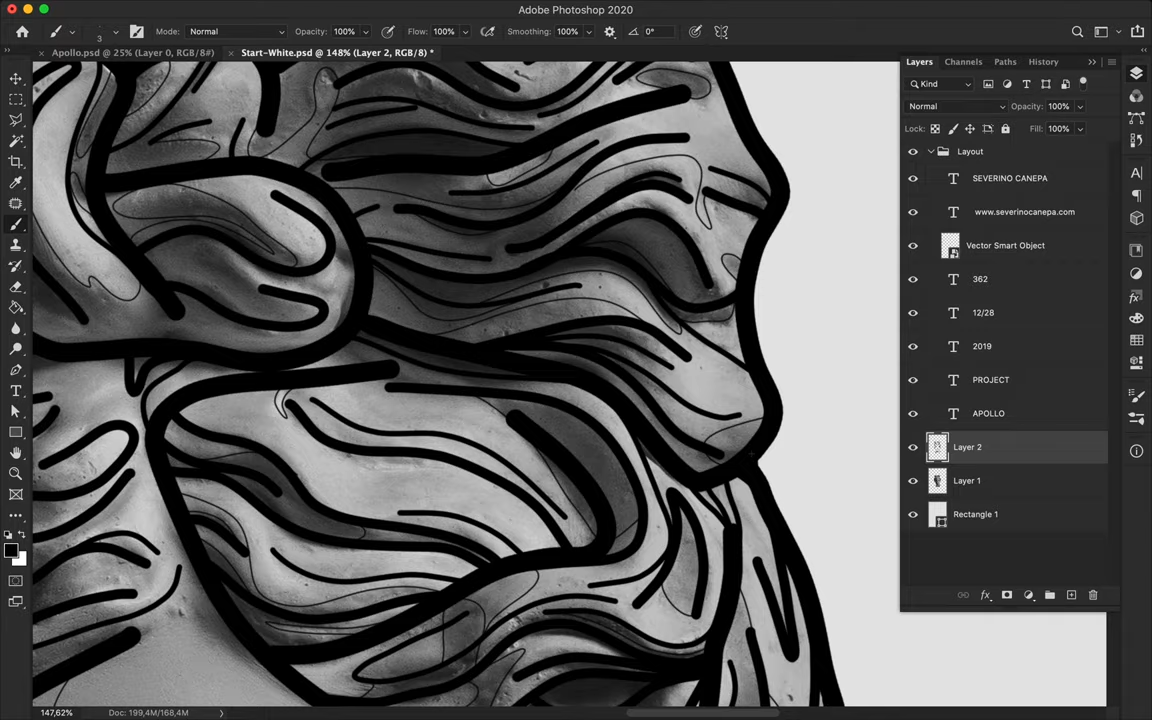 Adobe Photoshop 2020
3 Mode: Normal Opacity: 100% Flow: 100% Smoothing: 100% 0°
Apollo.psd @ 25% (Layer 0, RGB/8#) Start-White.psd @ 148% (Layer 2, RGB/8) *
Layers Channels Paths History
Kind
Normal Opacity: 100%
Lock: Fill: 100%
Layout
SEVERINO CANEPA
www.severinocanepa.com
Vector Smart Object
362
12/28
2019
PROJECT
APOLLO
Layer 2
Layer 1
Rectangle 1
147,62% Doc: 199,4M/168,4M